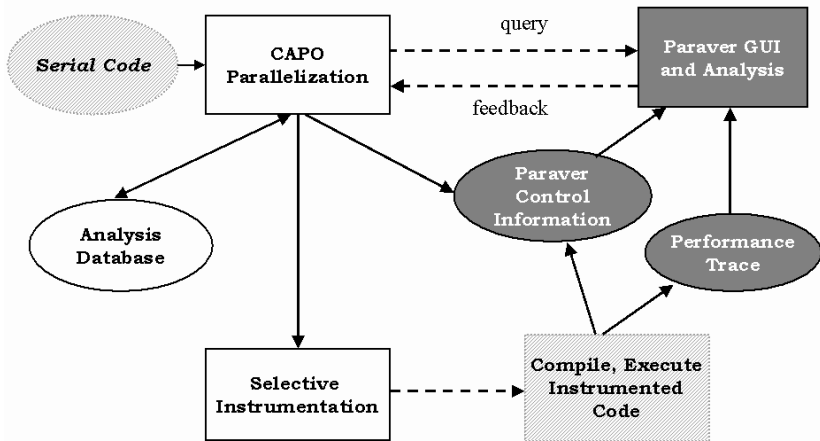 Serial Code
CAPO
Parallelization
query
feedback
Paraver GUI
and Analysis
Analysis
Database
Paraver
Control
Information
Performance
Trace
Selective
Instrumentation
Compile, Execute
Instrumented
Code